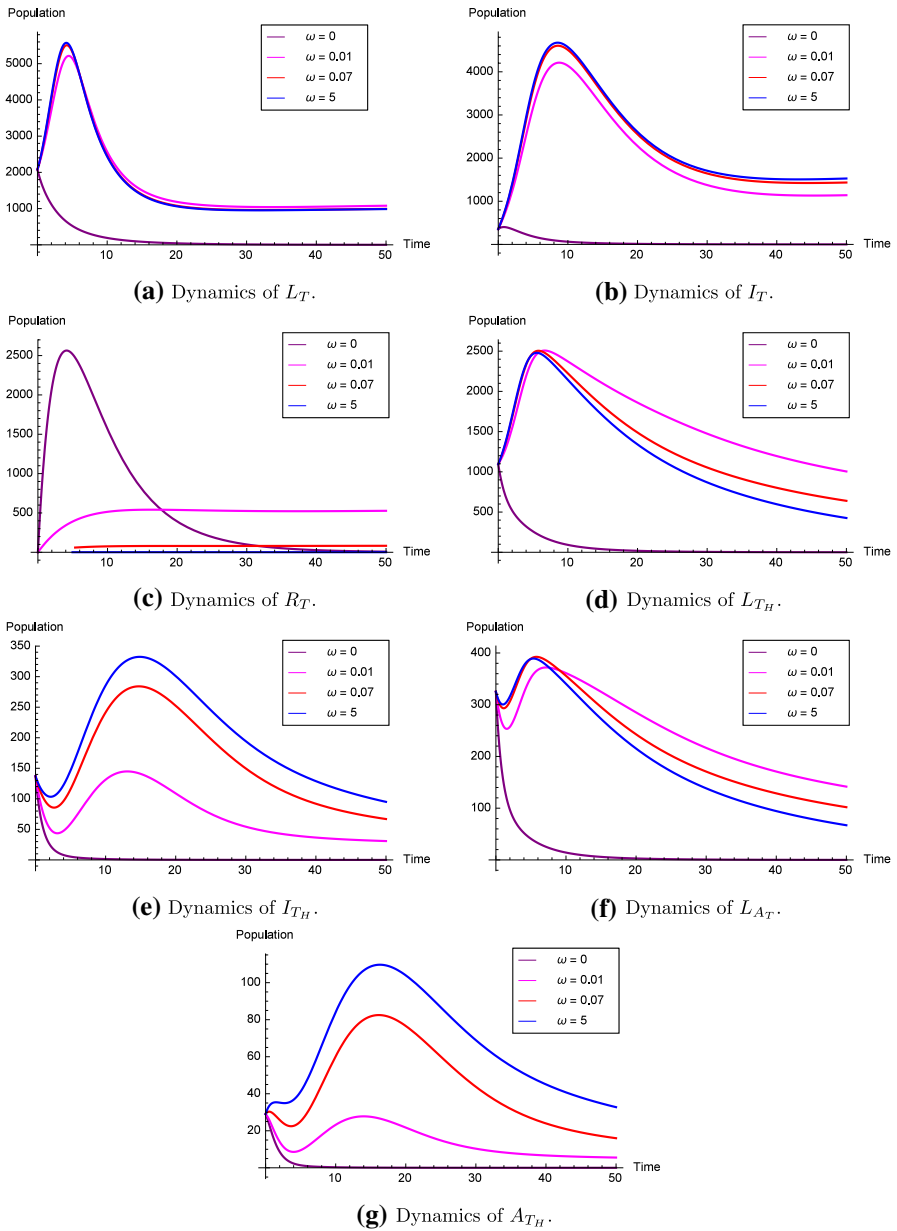 Population
ω = 0
ω = 0.01
ω = 0.07
ω = 5
5000
4000
3000
2000
1000
10 20 30 40 50
Time
(a) Dynamics of L_T.
Population
ω = 0
ω = 0.01
ω = 0.07
ω = 5
4000
3000
2000
1000
10 20 30 40 50
Time
(b) Dynamics of I_T.
Population
ω = 0
ω = 0.01
ω = 0.07
ω = 5
2500
2000
1500
1000
500
10 20 30 40 50
Time
(c) Dynamics of R_T.
Population
ω = 0
ω = 0.01
ω = 0.07
ω = 5
2500
2000
1500
1000
500
10 20 30 40 50
Time
(d) Dynamics of L_{T_H}.
Population
ω = 0
ω = 0.01
ω = 0.07
ω = 5
350
300
250
200
150
100
50
10 20 30 40 50
Time
(e) Dynamics of I_{T_H}.
Population
ω = 0
ω = 0.01
ω = 0.07
ω = 5
400
300
200
100
10 20 30 40 50
Time
(f) Dynamics of L_{A_T}.
Population
ω = 0
ω = 0.01
ω = 0.07
ω = 5
100
80
60
40
20
10 20 30 40 50
Time
(g) Dynamics of A_{T_H}.